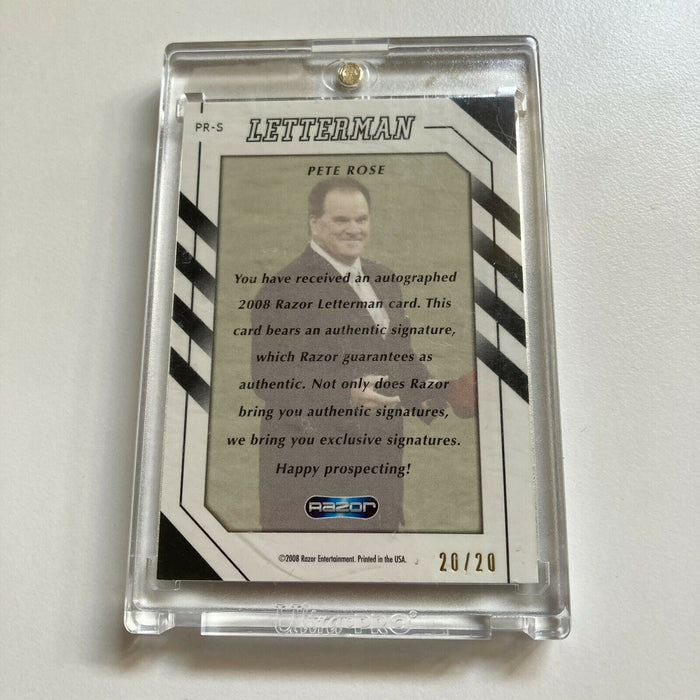 PR-S LETTERMAN
PETE ROSE
You have received an autographed
2008 Razor Letterman card. This
card bears an authentic signature,
which Razor guarantees as
authentic. Not only does Razor
bring you authentic signatures,
we bring you exclusive signatures.
Happy prospecting!
Razor
©2008 Razor Entertainment. Printed in the USA.
20/20
Ultra·PRO®